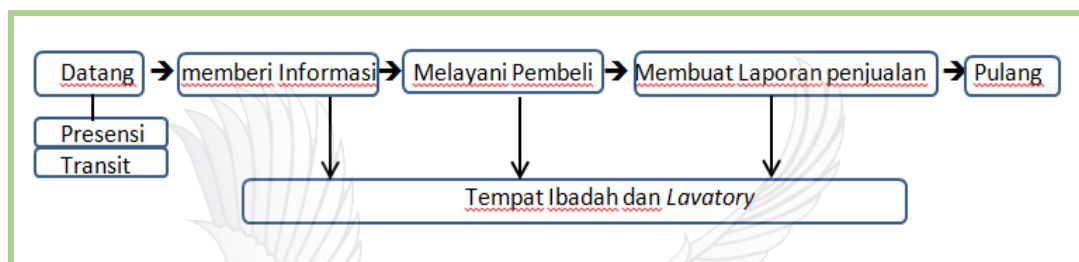 Datang → memberi Informasi → Melayani Pembeli → Membuat Laporan penjualan → Pulang
Presensi
Transit
Tempat Ibadah dan Lavatory